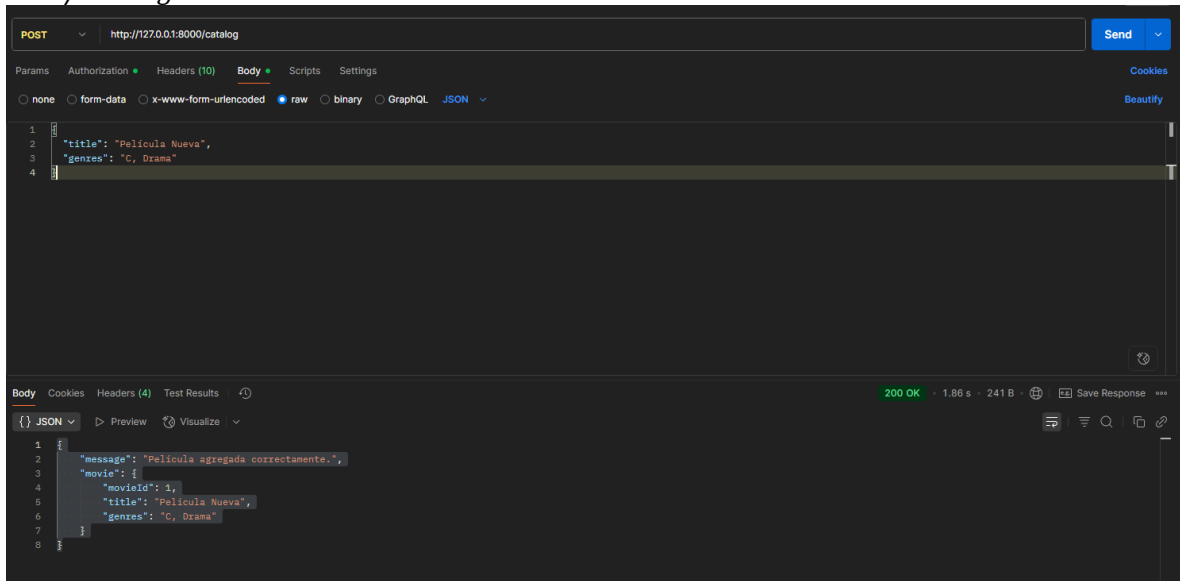 POST http://127.0.0.1:8000/catalog Send
Params Authorization Headers (10) Body Scripts Settings Cookies
none form-data x-www-form-urlencoded raw binary GraphQL JSON Beautify
1 {
2 "title": "Película Nueva",
3 "genres": "C, Drama"
4 }
Body Cookies Headers (4) Test Results 200 OK 1.86 s 241 B Save Response
{} JSON Preview Visualize
1 {
2 "message": "Película agregada correctamente.",
3 "movie": {
4 "movieId": 1,
5 "title": "Película Nueva",
6 "genres": "C, Drama"
7 }
8 }